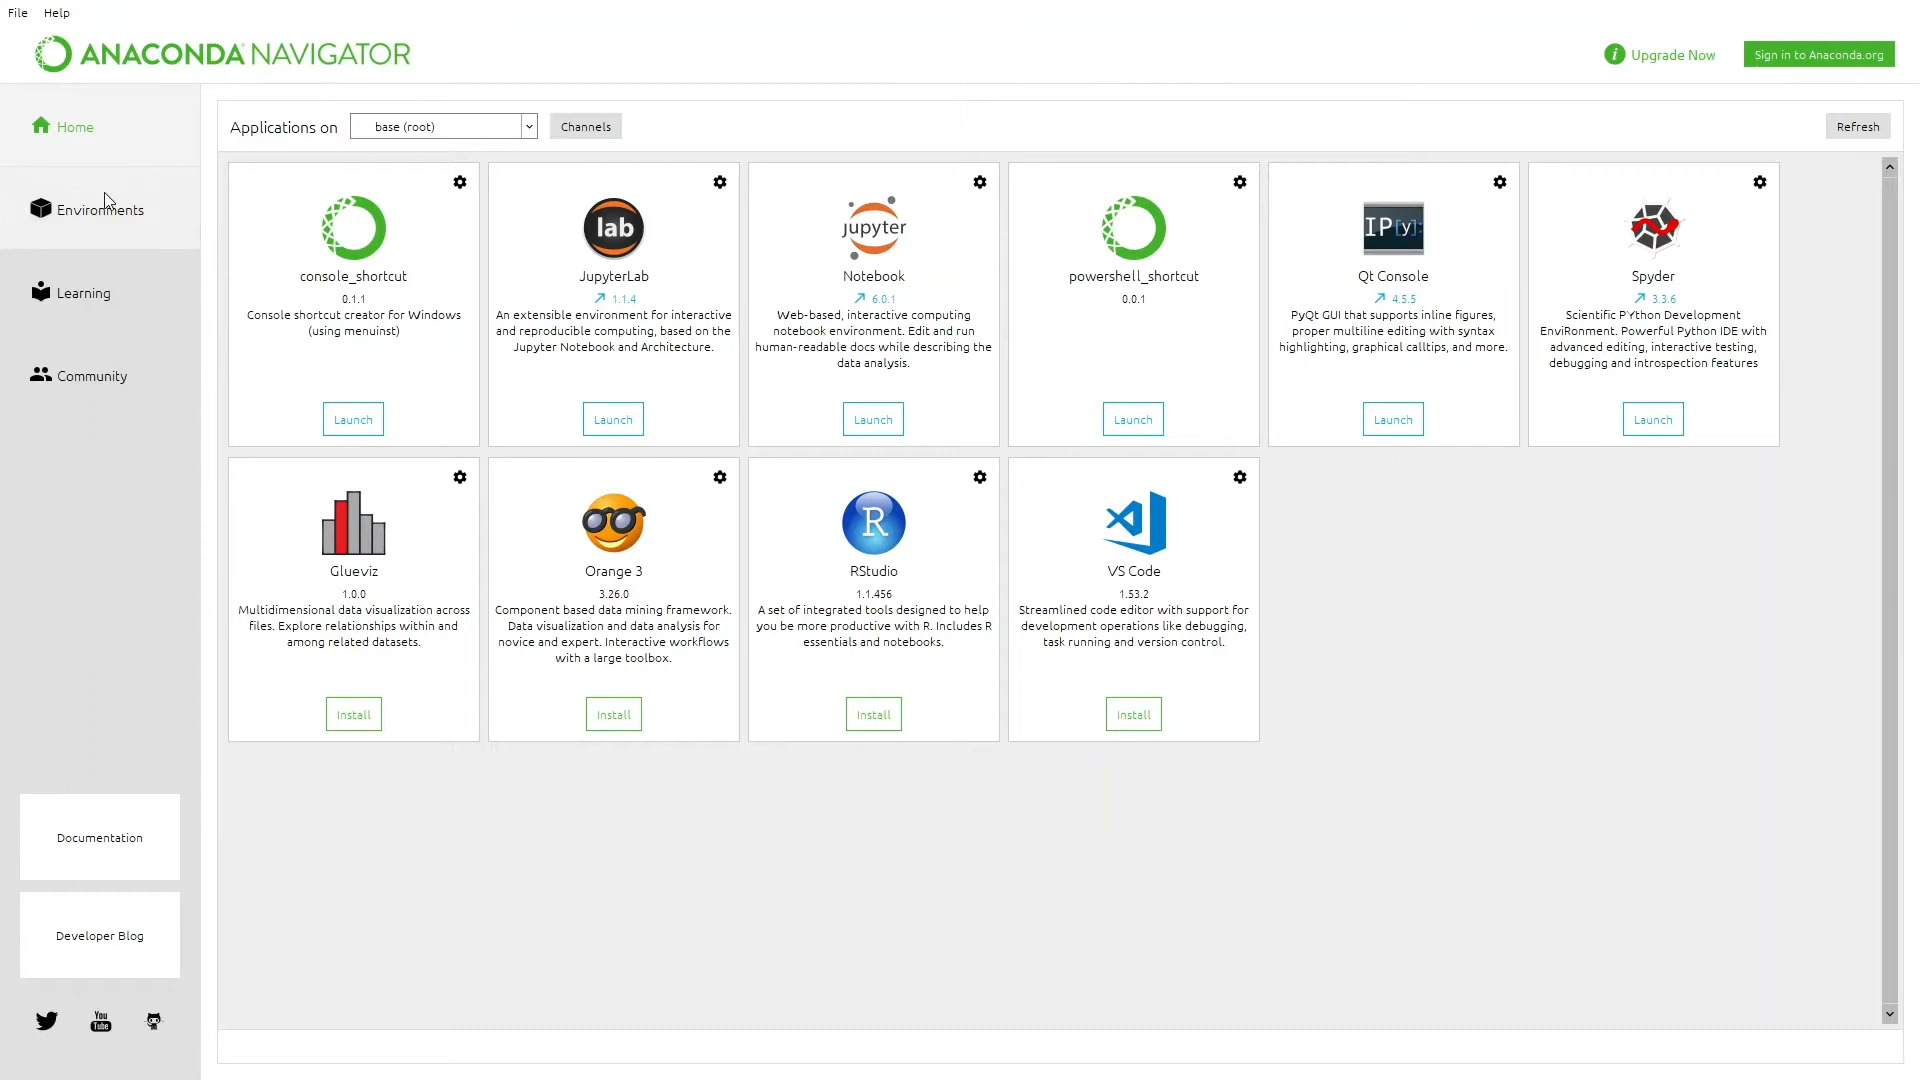 File Help
ANACONDA NAVIGATOR
Upgrade Now
Sign in to Anaconda.org
Home
Environments
Learning
Community
Documentation
Developer Blog
You Tube
Applications on
base (root)
Channels
Refresh
console_shortcut
0.1.1
Console shortcut creator for Windows
(using menuinst)
Launch
lab
JupyterLab
1.1.4
An extensible environment for interactive
and reproducible computing, based on the
Jupyter Notebook and Architecture.
Launch
jupyter
Notebook
6.0.1
Web-based, interactive computing
notebook environment. Edit and run
human-readable docs while describing the
data analysis.
Launch
powershell_shortcut
0.0.1
Launch
IP[y]:
Qt Console
4.5.5
PyQt GUI that supports inline figures,
proper multiline editing with syntax
highlighting, graphical calltips, and more.
Launch
Spyder
3.3.6
Scientific PYthon Development
EnviRonment. Powerful Python IDE with
advanced editing, interactive testing,
debugging and introspection features
Launch
Glueviz
1.0.0
Multidimensional data visualization across
files. Explore relationships within and
among related datasets.
Install
Orange 3
3.26.0
Component based data mining framework.
Data visualization and data analysis for
novice and expert. Interactive workflows
with a large toolbox.
Install
R
RStudio
1.1.456
A set of integrated tools designed to help
you be more productive with R. Includes R
essentials and notebooks.
Install
VS Code
1.53.2
Streamlined code editor with support for
development operations like debugging,
task running and version control.
Install